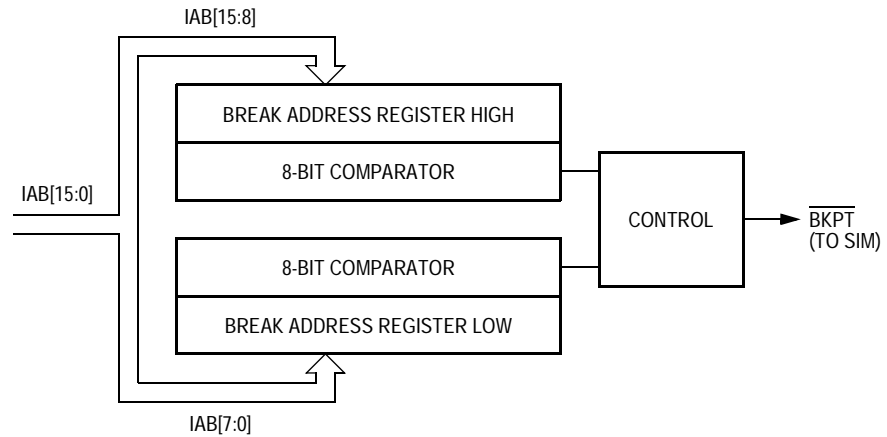 IAB[15:8]
BREAK ADDRESS REGISTER HIGH
8-BIT COMPARATOR
IAB[15:0]
CONTROL
BKPT
(TO SIM)
8-BIT COMPARATOR
BREAK ADDRESS REGISTER LOW
IAB[7:0]